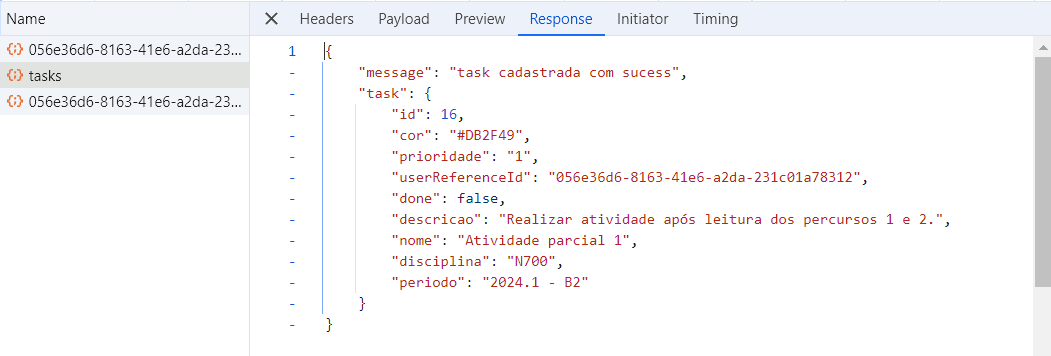 Name
Headers Payload Preview Response Initiator Timing
056e36d6-8163-41e6-a2da-23...
tasks
056e36d6-8163-41e6-a2da-23...
1 {
- "message": "task cadastrada com sucess",
- "task": {
- "id": 16,
- "cor": "#DB2F49",
- "prioridade": "1",
- "userReferenceId": "056e36d6-8163-41e6-a2da-231c01a78312",
- "done": false,
- "descricao": "Realizar atividade após leitura dos percursos 1 e 2.",
- "nome": "Atividade parcial 1",
- "disciplina": "N700",
- "periodo": "2024.1 - B2"
- }
- }